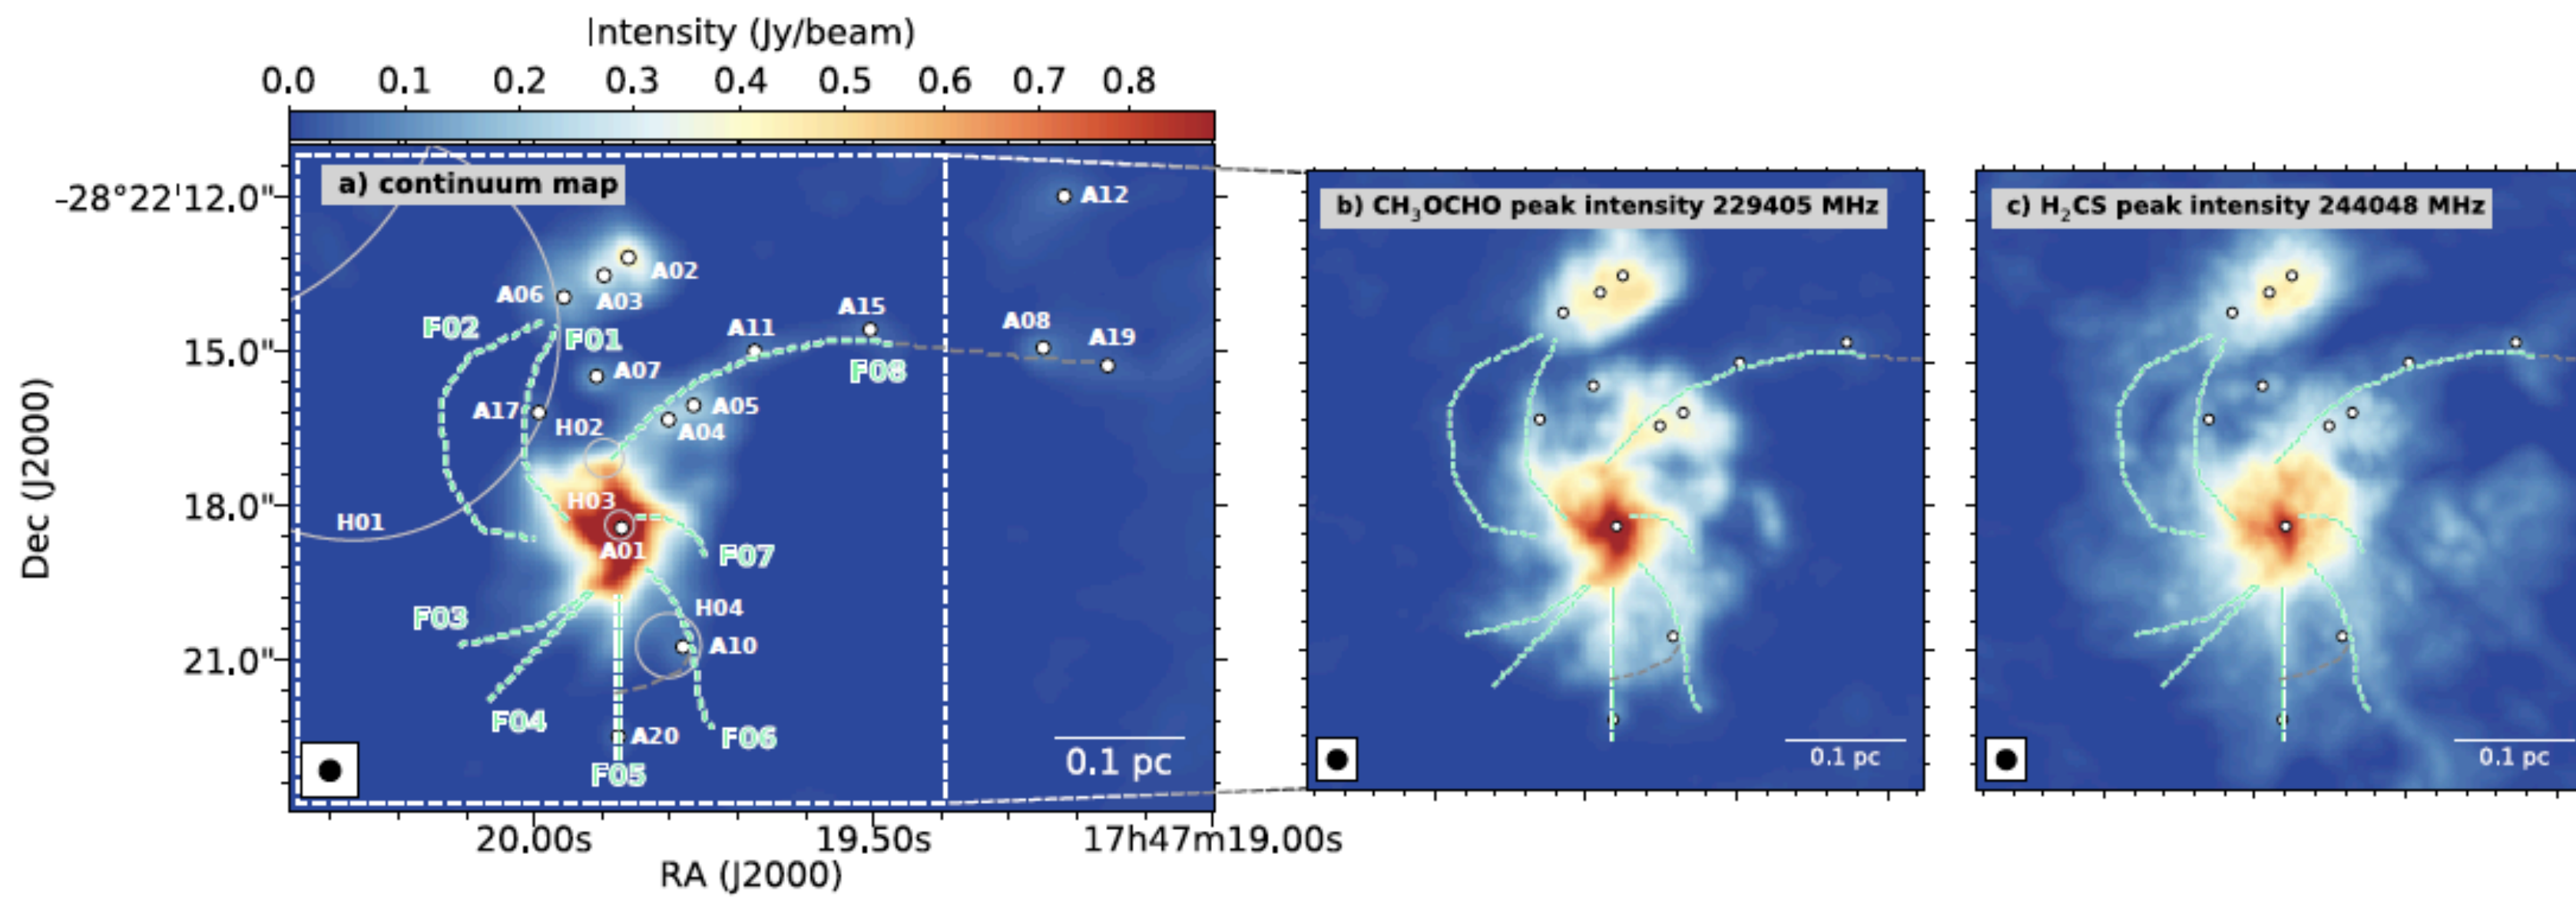 Intensity (Jy/beam)
0.0 0.1 0.2 0.3 0.4 0.5 0.6 0.7 0.8
a) continuum map
-28°22'12.0"
15.0"
18.0"
21.0"
Dec (J2000)
A12
A02
A06
A03
F02
F01
A15
A11
A08
A19
A07
F08
A17
H02
A05
A04
H03
H01
A01
F07
F03
H04
A10
F04
A20
F06
F05
0.1 pc
20.00s 19.50s 17h47m19.00s
RA (J2000)
b) CH₃OCHO peak intensity 229405 MHz
0.1 pc
c) H₂CS peak intensity 244048 MHz
0.1 pc